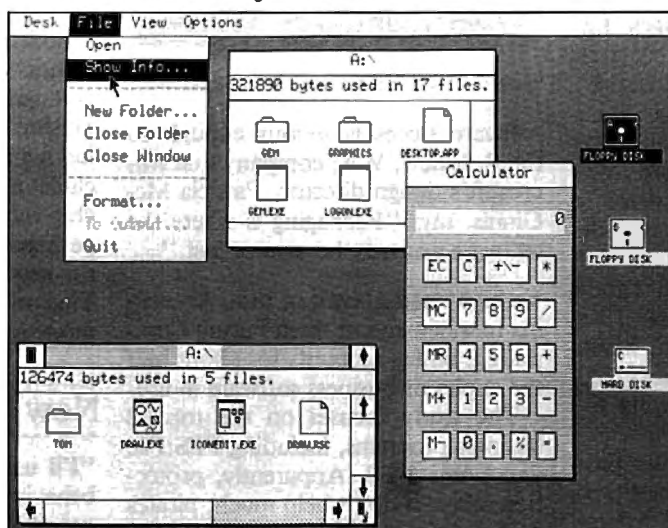 Desk File View Options
Open
Show Info...
New Folder...
Close Folder
Close Window
Format...
Quit
A:\
321890 bytes used in 17 files.
GEM
GRAPHICS
DESKTOP.APP
GEM.EXE
LOGON.EXE
Calculator
0
EC C +\- *
MC 7 8 9 /
MR 4 5 6 +
M+ 1 2 3 -
M- 0 . % =
A
FLOPPY DISK
FLOPPY DISK
C
HARD DISK
A:\
126474 bytes used in 5 files.
TOM
DRAW.EXE
ICONEDIT.EXE
DRAW.RSC